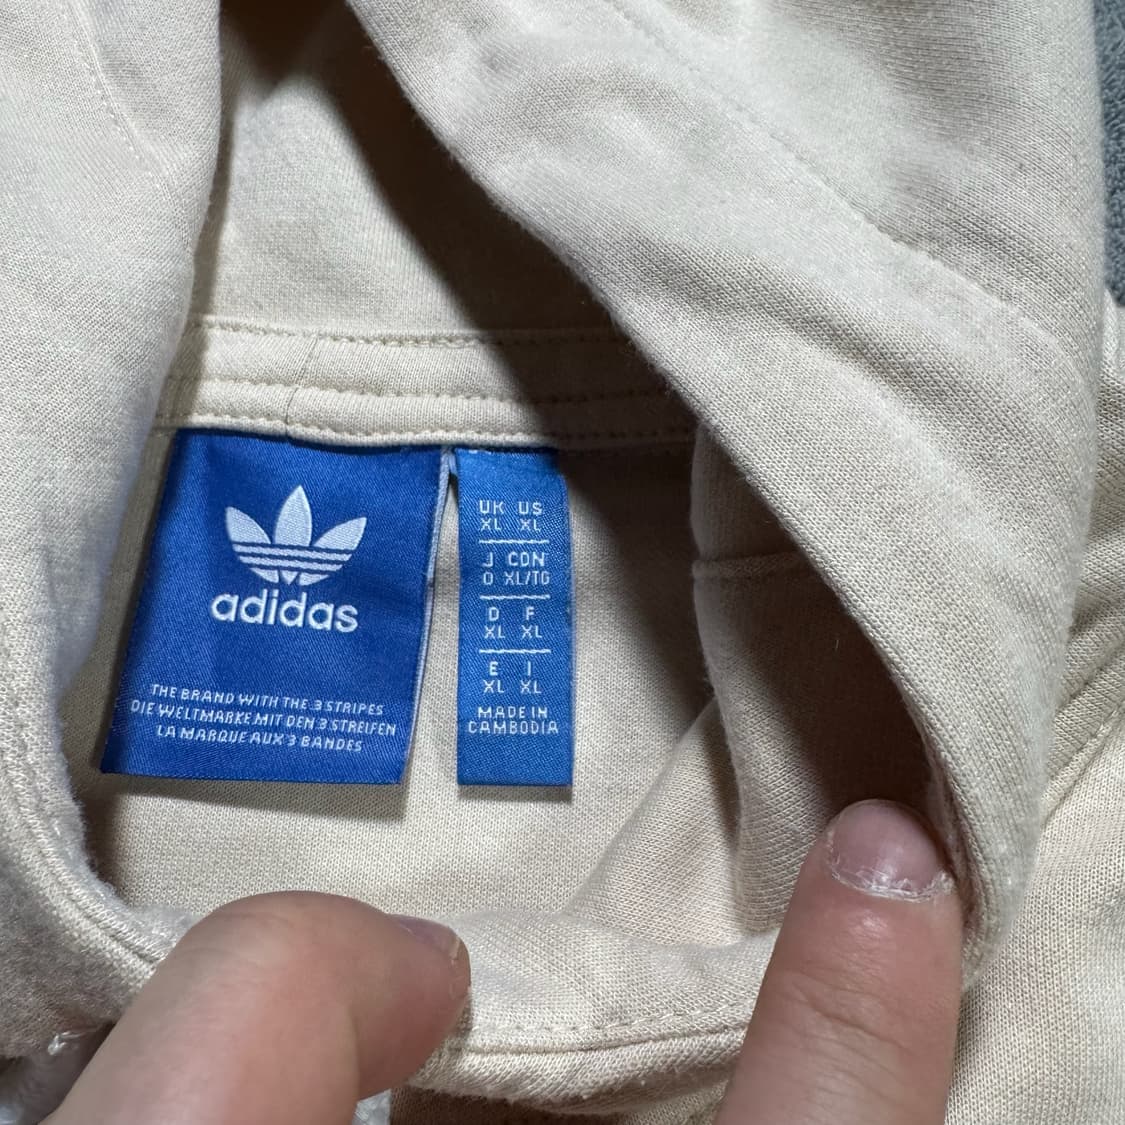 adidas
THE BRAND WITH THE 3 STRIPES
DIE WELTMARKE MIT DEN 3 STREIFEN
LA MARQUE AUX 3 BANDES
UK US
XL XL
J CDN
O XL/TG
D F
XL XL
E I
XL XL
MADE IN
CAMBODIA